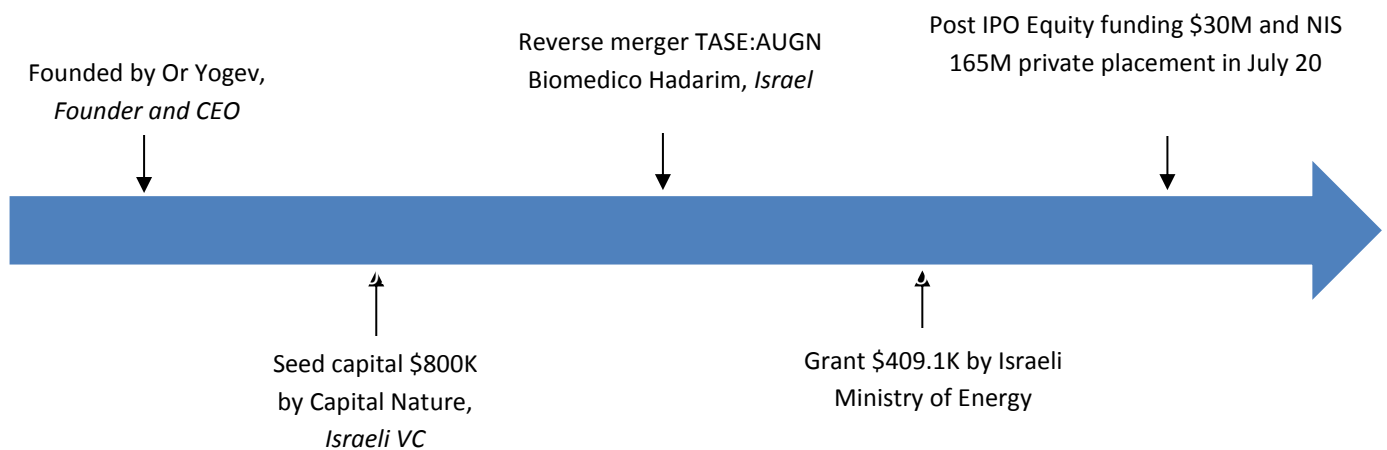 Founded by Or Yogev,
Founder and CEO
Seed capital $800K
by Capital Nature,
Israeli VC
Reverse merger TASE:AUGN
Biomedico Hadarim, Israel
Grant $409.1K by Israeli
Ministry of Energy
Post IPO Equity funding $30M and NIS
165M private placement in July 20